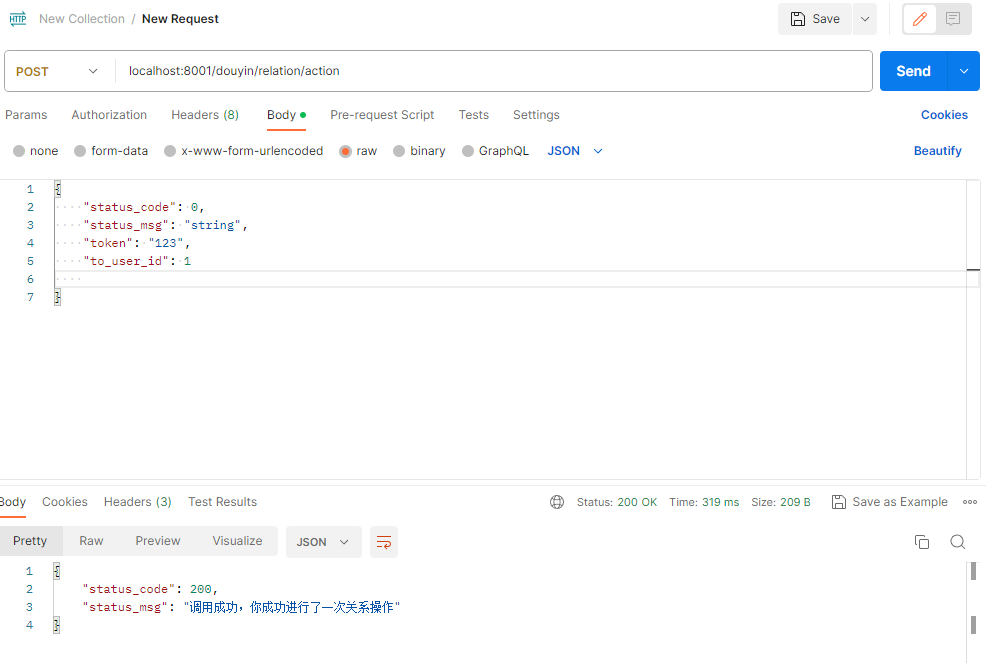 HTTP New Collection / New Request Save
POST localhost:8001/douyin/relation/action Send
Params Authorization Headers (8) Body Pre-request Script Tests Settings Cookies
none form-data x-www-form-urlencoded raw binary GraphQL JSON Beautify
1 {
2 "status_code": 0,
3 "status_msg": "string",
4 "token": "123",
5 "to_user_id": 1
6
7 }
Body Cookies Headers (3) Test Results Status: 200 OK Time: 319 ms Size: 209 B Save as Example
Pretty Raw Preview Visualize JSON
1 {
2 "status_code": 200,
3 "status_msg": "调用成功，你成功进行了一次关系操作"
4 }